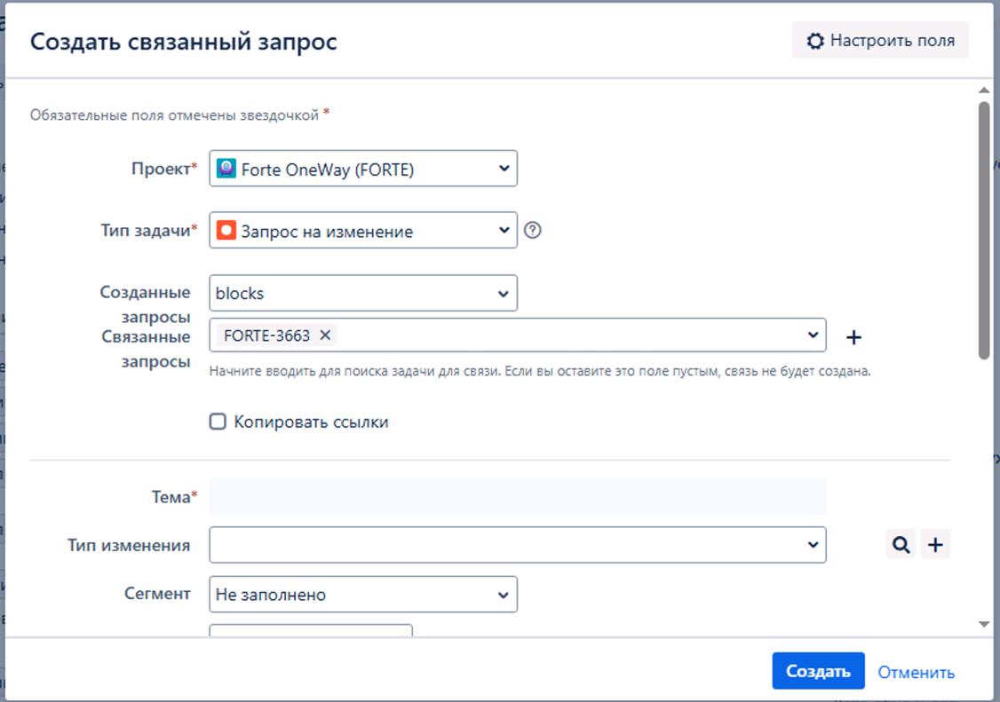 Создать связанный запрос
Настроить поля
Обязательные поля отмечены звездочкой *
Проект* Forte OneWay (FORTE)
Тип задачи* Запрос на изменение
Созданные запросы blocks
Связанные запросы FORTE-3663
Начните вводить для поиска задачи для связи. Если вы оставите это поле пустым, связь не будет создана.
Копировать ссылки
Тема*
Тип изменения
Сегмент Не заполнено
Создать Отменить